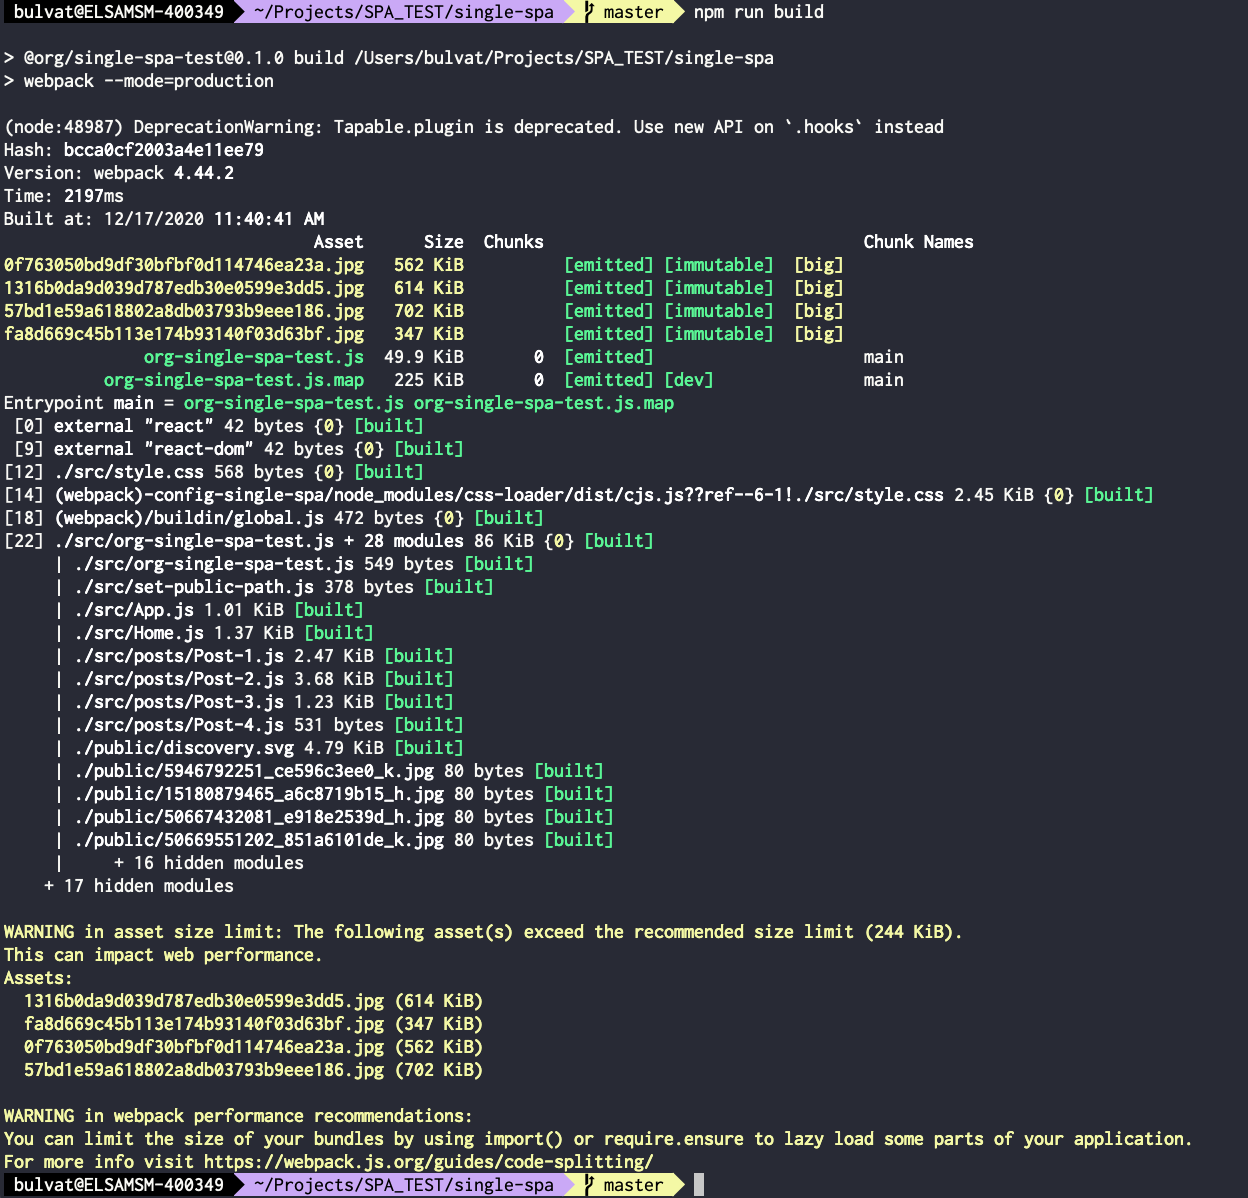 bulvat@ELSAMSM-400349 ~/Projects/SPA_TEST/single-spa master npm run build
> @org/single-spa-test@0.1.0 build /Users/bulvat/Projects/SPA_TEST/single-spa
> webpack --mode=production
(node:48987) DeprecationWarning: Tapable.plugin is deprecated. Use new API on `.hooks` instead
Hash: bcca0cf2003a4e11ee79
Version: webpack 4.44.2
Time: 2197ms
Built at: 12/17/2020 11:40:41 AM
Asset Size Chunks Chunk Names
0f763050bd9df30bfbf0d114746ea23a.jpg 562 KiB [emitted] [immutable] [big]
1316b0da9d039d787edb30e0599e3dd5.jpg 614 KiB [emitted] [immutable] [big]
57bd1e59a618802a8db03793b9eee186.jpg 702 KiB [emitted] [immutable] [big]
fa8d669c45b113e174b93140f03d63bf.jpg 347 KiB [emitted] [immutable] [big]
org-single-spa-test.js 49.9 KiB 0 [emitted] main
org-single-spa-test.js.map 225 KiB 0 [emitted] [dev] main
Entrypoint main = org-single-spa-test.js org-single-spa-test.js.map
[0] external "react" 42 bytes {0} [built]
[9] external "react-dom" 42 bytes {0} [built]
[12] ./src/style.css 568 bytes {0} [built]
[14] (webpack)-config-single-spa/node_modules/css-loader/dist/cjs.js??ref--6-1!./src/style.css 2.45 KiB {0} [built]
[18] (webpack)/buildin/global.js 472 bytes {0} [built]
[22] ./src/org-single-spa-test.js + 28 modules 86 KiB {0} [built]
| ./src/org-single-spa-test.js 549 bytes [built]
| ./src/set-public-path.js 378 bytes [built]
| ./src/App.js 1.01 KiB [built]
| ./src/Home.js 1.37 KiB [built]
| ./src/posts/Post-1.js 2.47 KiB [built]
| ./src/posts/Post-2.js 3.68 KiB [built]
| ./src/posts/Post-3.js 1.23 KiB [built]
| ./src/posts/Post-4.js 531 bytes [built]
| ./public/discovery.svg 4.79 KiB [built]
| ./public/5946792251_ce596c3ee0_k.jpg 80 bytes [built]
| ./public/15180879465_a6c8719b15_h.jpg 80 bytes [built]
| ./public/50667432081_e918e2539d_h.jpg 80 bytes [built]
| ./public/50669551202_851a6101de_k.jpg 80 bytes [built]
| + 16 hidden modules
+ 17 hidden modules
WARNING in asset size limit: The following asset(s) exceed the recommended size limit (244 KiB).
This can impact web performance.
Assets:
1316b0da9d039d787edb30e0599e3dd5.jpg (614 KiB)
fa8d669c45b113e174b93140f03d63bf.jpg (347 KiB)
0f763050bd9df30bfbf0d114746ea23a.jpg (562 KiB)
57bd1e59a618802a8db03793b9eee186.jpg (702 KiB)
WARNING in webpack performance recommendations:
You can limit the size of your bundles by using import() or require.ensure to lazy load some parts of your application.
For more info visit https://webpack.js.org/guides/code-splitting/
bulvat@ELSAMSM-400349 ~/Projects/SPA_TEST/single-spa master